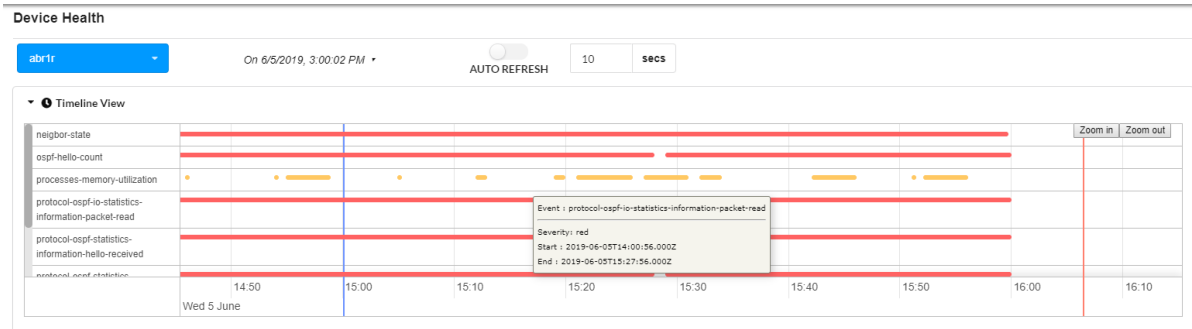 Device Health
abr1r
On 6/5/2019, 3:00:02 PM
AUTO REFRESH
10
secs
Timeline View
Zoom in
Zoom out
neigbor-state
ospf-hello-count
processes-memory-utilization
protocol-ospf-io-statistics-
information-packet-read
Event : protocol-ospf-io-statistics-information-packet-read
Severity: red
Start : 2019-06-05T14:00:56.000Z
End : 2019-06-05T15:27:56.000Z
protocol-ospf-statistics-
information-hello-received
protocol-ospf-statistics-
14:50 15:00 15:10 15:20 15:30 15:40 15:50 16:00 16:10
Wed 5 June